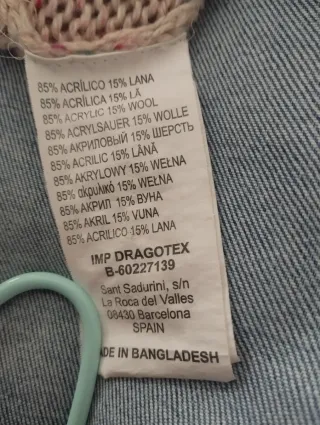 85% ACRÍLICO 15% LANA
85% ACRÍLICA 15% LÃ
85% ACRYLIC 15% WOOL
85% ACRYLSAUER 15% WOLLE
85% АКРИЛОВЫЙ 15% ШЕРСТЬ
85% ACRILIC 15% LÂNĂ
85% AKRYLOWY 15% WEŁNA
85% ακρυλικό 15% WEŁNA
85% АКРИЛ 15% ВУНА
85% AKRIL 15% VUNA
85% ACRILICO 15% LANA
IMP DRAGOTEX
B-60227139
Sant Sadurini, s/n
La Roca del Valles
08430 Barcelona
SPAIN
ADE IN BANGLADESH